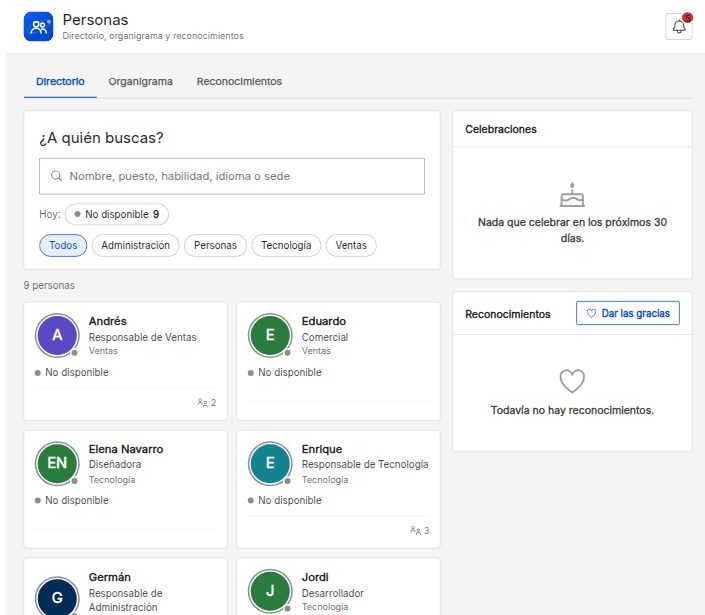 Personas
Directorio, organigrama y reconocimientos
5
Directorio
Organigrama
Reconocimientos
¿A quién buscas?
Nombre, puesto, habilidad, idioma o sede
Hoy:
No disponible 9
Todos
Administración
Personas
Tecnología
Ventas
9 personas
A
Andrés
Responsable de Ventas
Ventas
No disponible
2
E
Eduardo
Comercial
Ventas
No disponible
EN
Elena Navarro
Diseñadora
Tecnología
No disponible
E
Enrique
Responsable de Tecnología
Tecnología
No disponible
3
G
Germán
Responsable de
Administración
J
Jordi
Desarrollador
Tecnología
Celebraciones
Nada que celebrar en los próximos 30
días.
Reconocimientos
Dar las gracias
Todavía no hay reconocimientos.